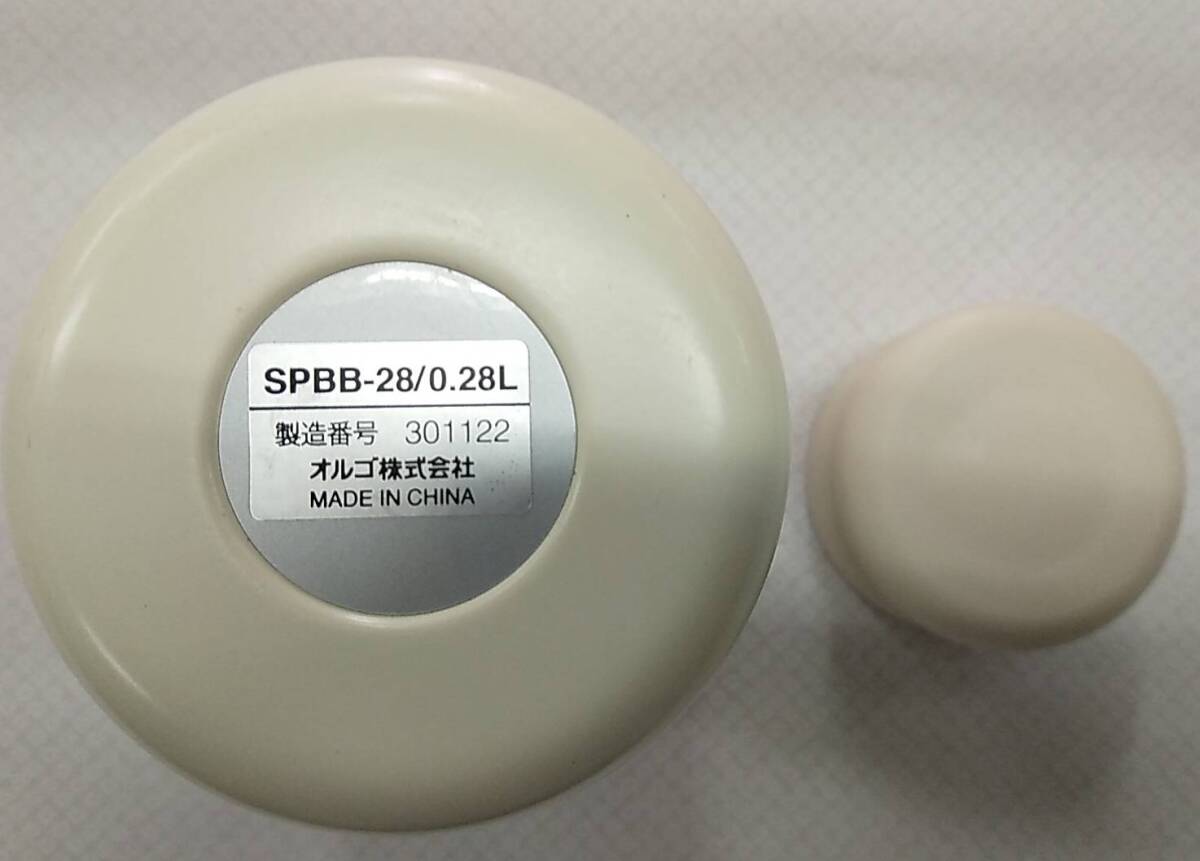 SPBB-28/0.28L
製造番号 301122
オルゴ株式会社
MADE IN CHINA